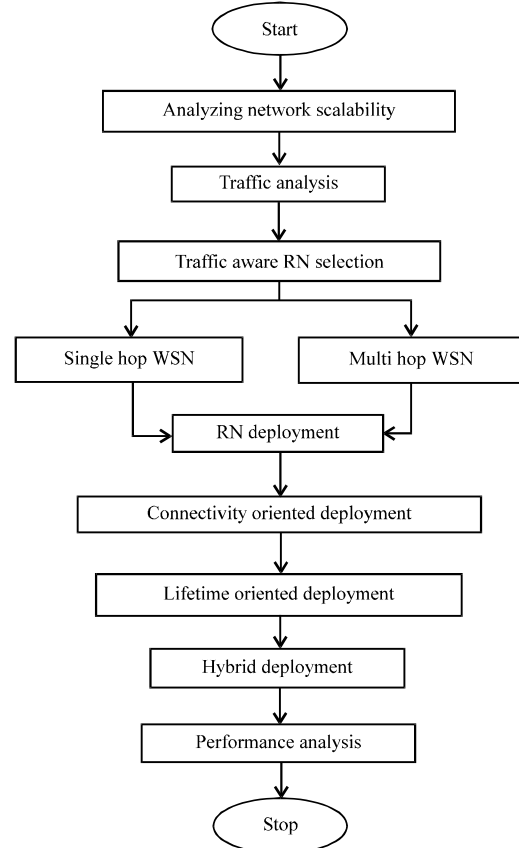 Start
Analyzing network scalability
Traffic analysis
Traffic aware RN selection
Single hop WSN
Multi hop WSN
RN deployment
Connectivity oriented deployment
Lifetime oriented deployment
Hybrid deployment
Performance analysis
Stop